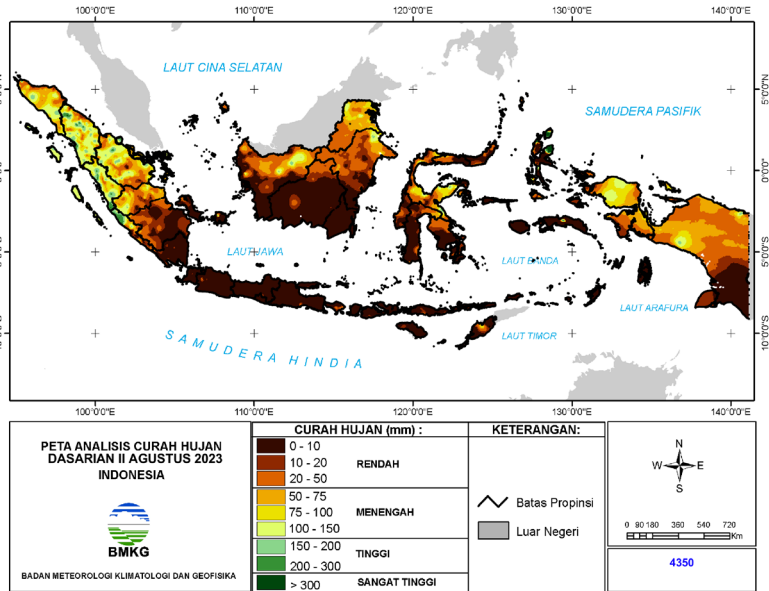 100°0'0"E 110°0'0"E 120°0'0"E 130°0'0"E 140°0'0"E
LAUT CINA SELATAN
SAMUDERA PASIFIK
5°0'0"N
0°0'0"
LAUT JAWA
LAUT BANDA
5°0'0"S
LAUT ARAFURA
LAUT TIMOR
10°0'0"S
SAMUDERA HINDIA
100°0'0"E 110°0'0"E 120°0'0"E 130°0'0"E 140°0'0"E
PETA ANALISIS CURAH HUJAN
DASARIAN II AGUSTUS 2023
INDONESIA
BMKG
BADAN METEOROLOGI KLIMATOLOGI DAN GEOFISIKA
CURAH HUJAN (mm) :
0 - 10
10 - 20
RENDAH
20 - 50
50 - 75
75 - 100
MENENGAH
100 - 150
150 - 200
TINGGI
200 - 300
> 300
SANGAT TINGGI
KETERANGAN:
Batas Propinsi
Luar Negeri
N
W E
S
0 90 180 360 540 720
Km
4350